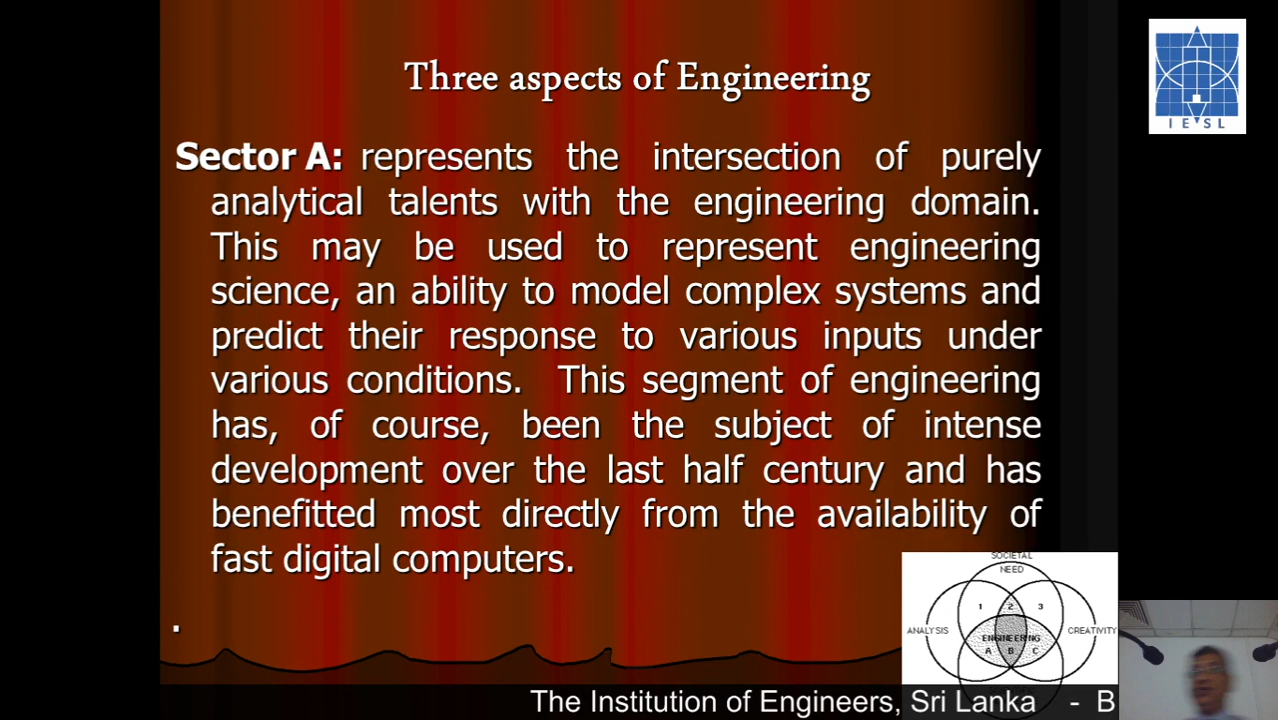 Three aspects of Engineering
IESL
Sector A: represents the intersection of purely
analytical talents with the engineering domain.
This may be used to represent engineering
science, an ability to model complex systems and
predict their response to various inputs under
various conditions. This segment of engineering
has, of course, been the subject of intense
development over the last half century and has
benefitted most directly from the availability of
fast digital computers.
.
SOCIETAL
NEED
1 2 3
ANALYSIS CREATIVITY
ENGINEERING
A B C
The Institution of Engineers, Sri Lanka - B